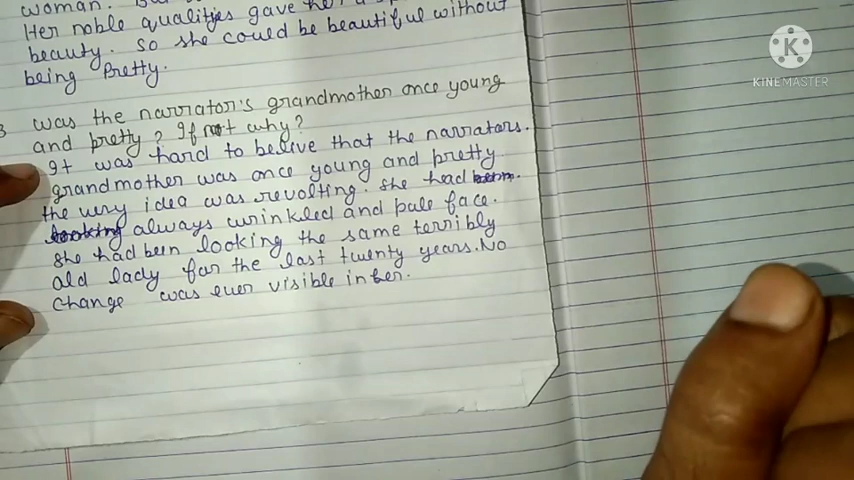 woman.
Her noble qualities gave her a
beauty. So she could be beautiful without
being Pretty.
3 was the narrator's grandmother once young
and pretty? If not why?
It was hard to belive that the narrators.
grandmother was once young and pretty
the very idea was revolting. she had
always wrinkled and pale face.
She had been looking the same terribly
old lady for the last twenty years. No
change was ever visible in her.
K
KINEMASTER